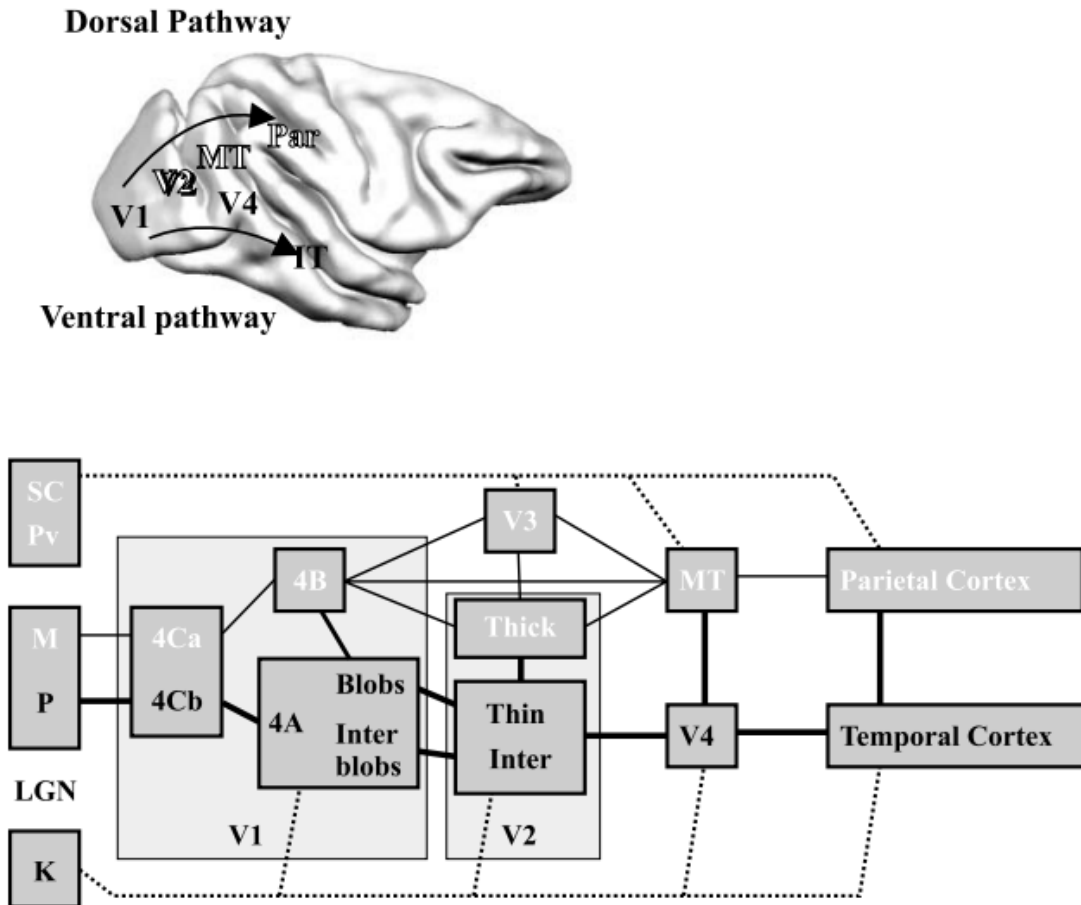 Dorsal Pathway
Par
MT
V2
V4
V1
IT
Ventral pathway
SC
Pv
V3
4B
MT
Parietal Cortex
M
4Ca
Thick
P
4Cb
Blobs
4A
Inter
blobs
Thin
Inter
V4
Temporal Cortex
LGN
V1
V2
K